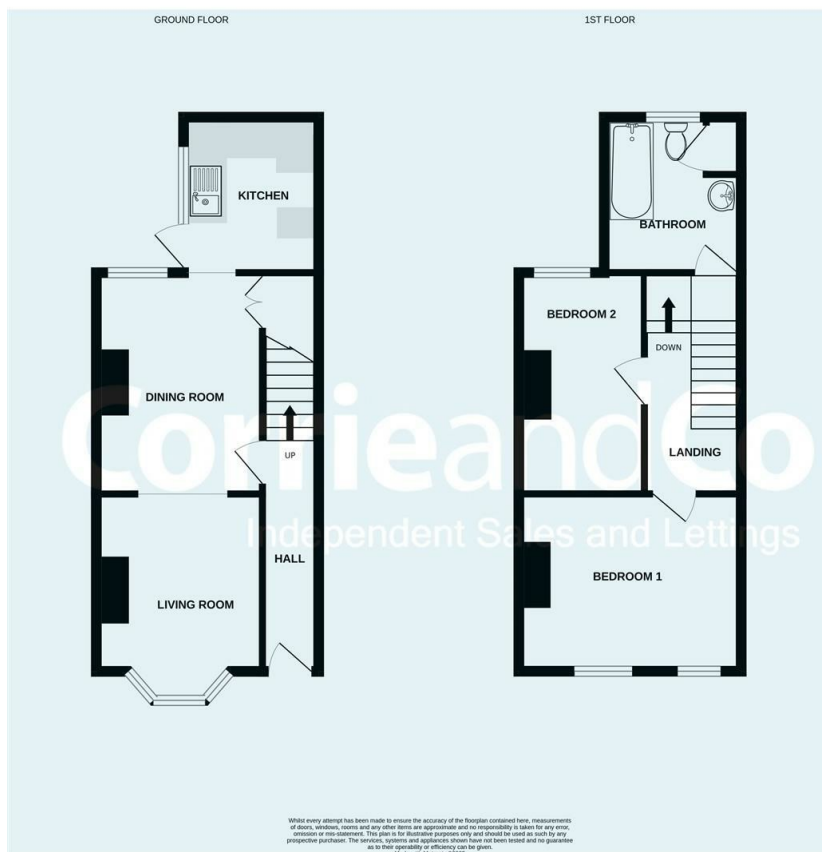 GROUND FLOOR
1ST FLOOR
KITCHEN
BATHROOM
BEDROOM 2
DOWN
DINING ROOM
CorrieandCo
UP
LANDING
Independent Sales and Lettings
HALL
BEDROOM 1
LIVING ROOM
Whilst every attempt has been made to ensure the accuracy of the floorplan contained here, measurements
of doors, windows, rooms and any other items are approximate and no responsibility is taken for any error,
omission or mis-statement. This plan is for illustrative purposes only and should be used as such by any
prospective purchaser. The services, systems and appliances shown have not been tested and no guarantee
as to their operability or efficiency can be given.